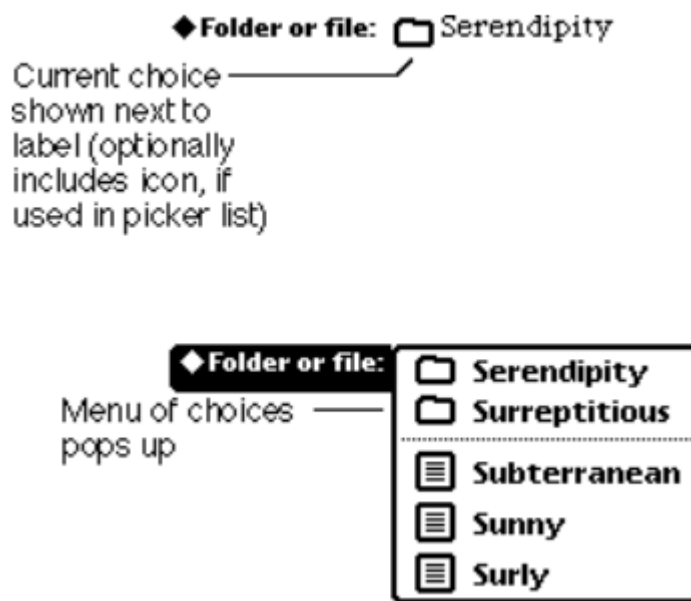 ◆Folder or file: Serendipity
Current choice
shown next to
label (optionally
includes icon, if
used in picker list)
◆Folder or file:
Serendipity
Menu of choices
pops up
Surreptitious
Subterranean
Sunny
Surly